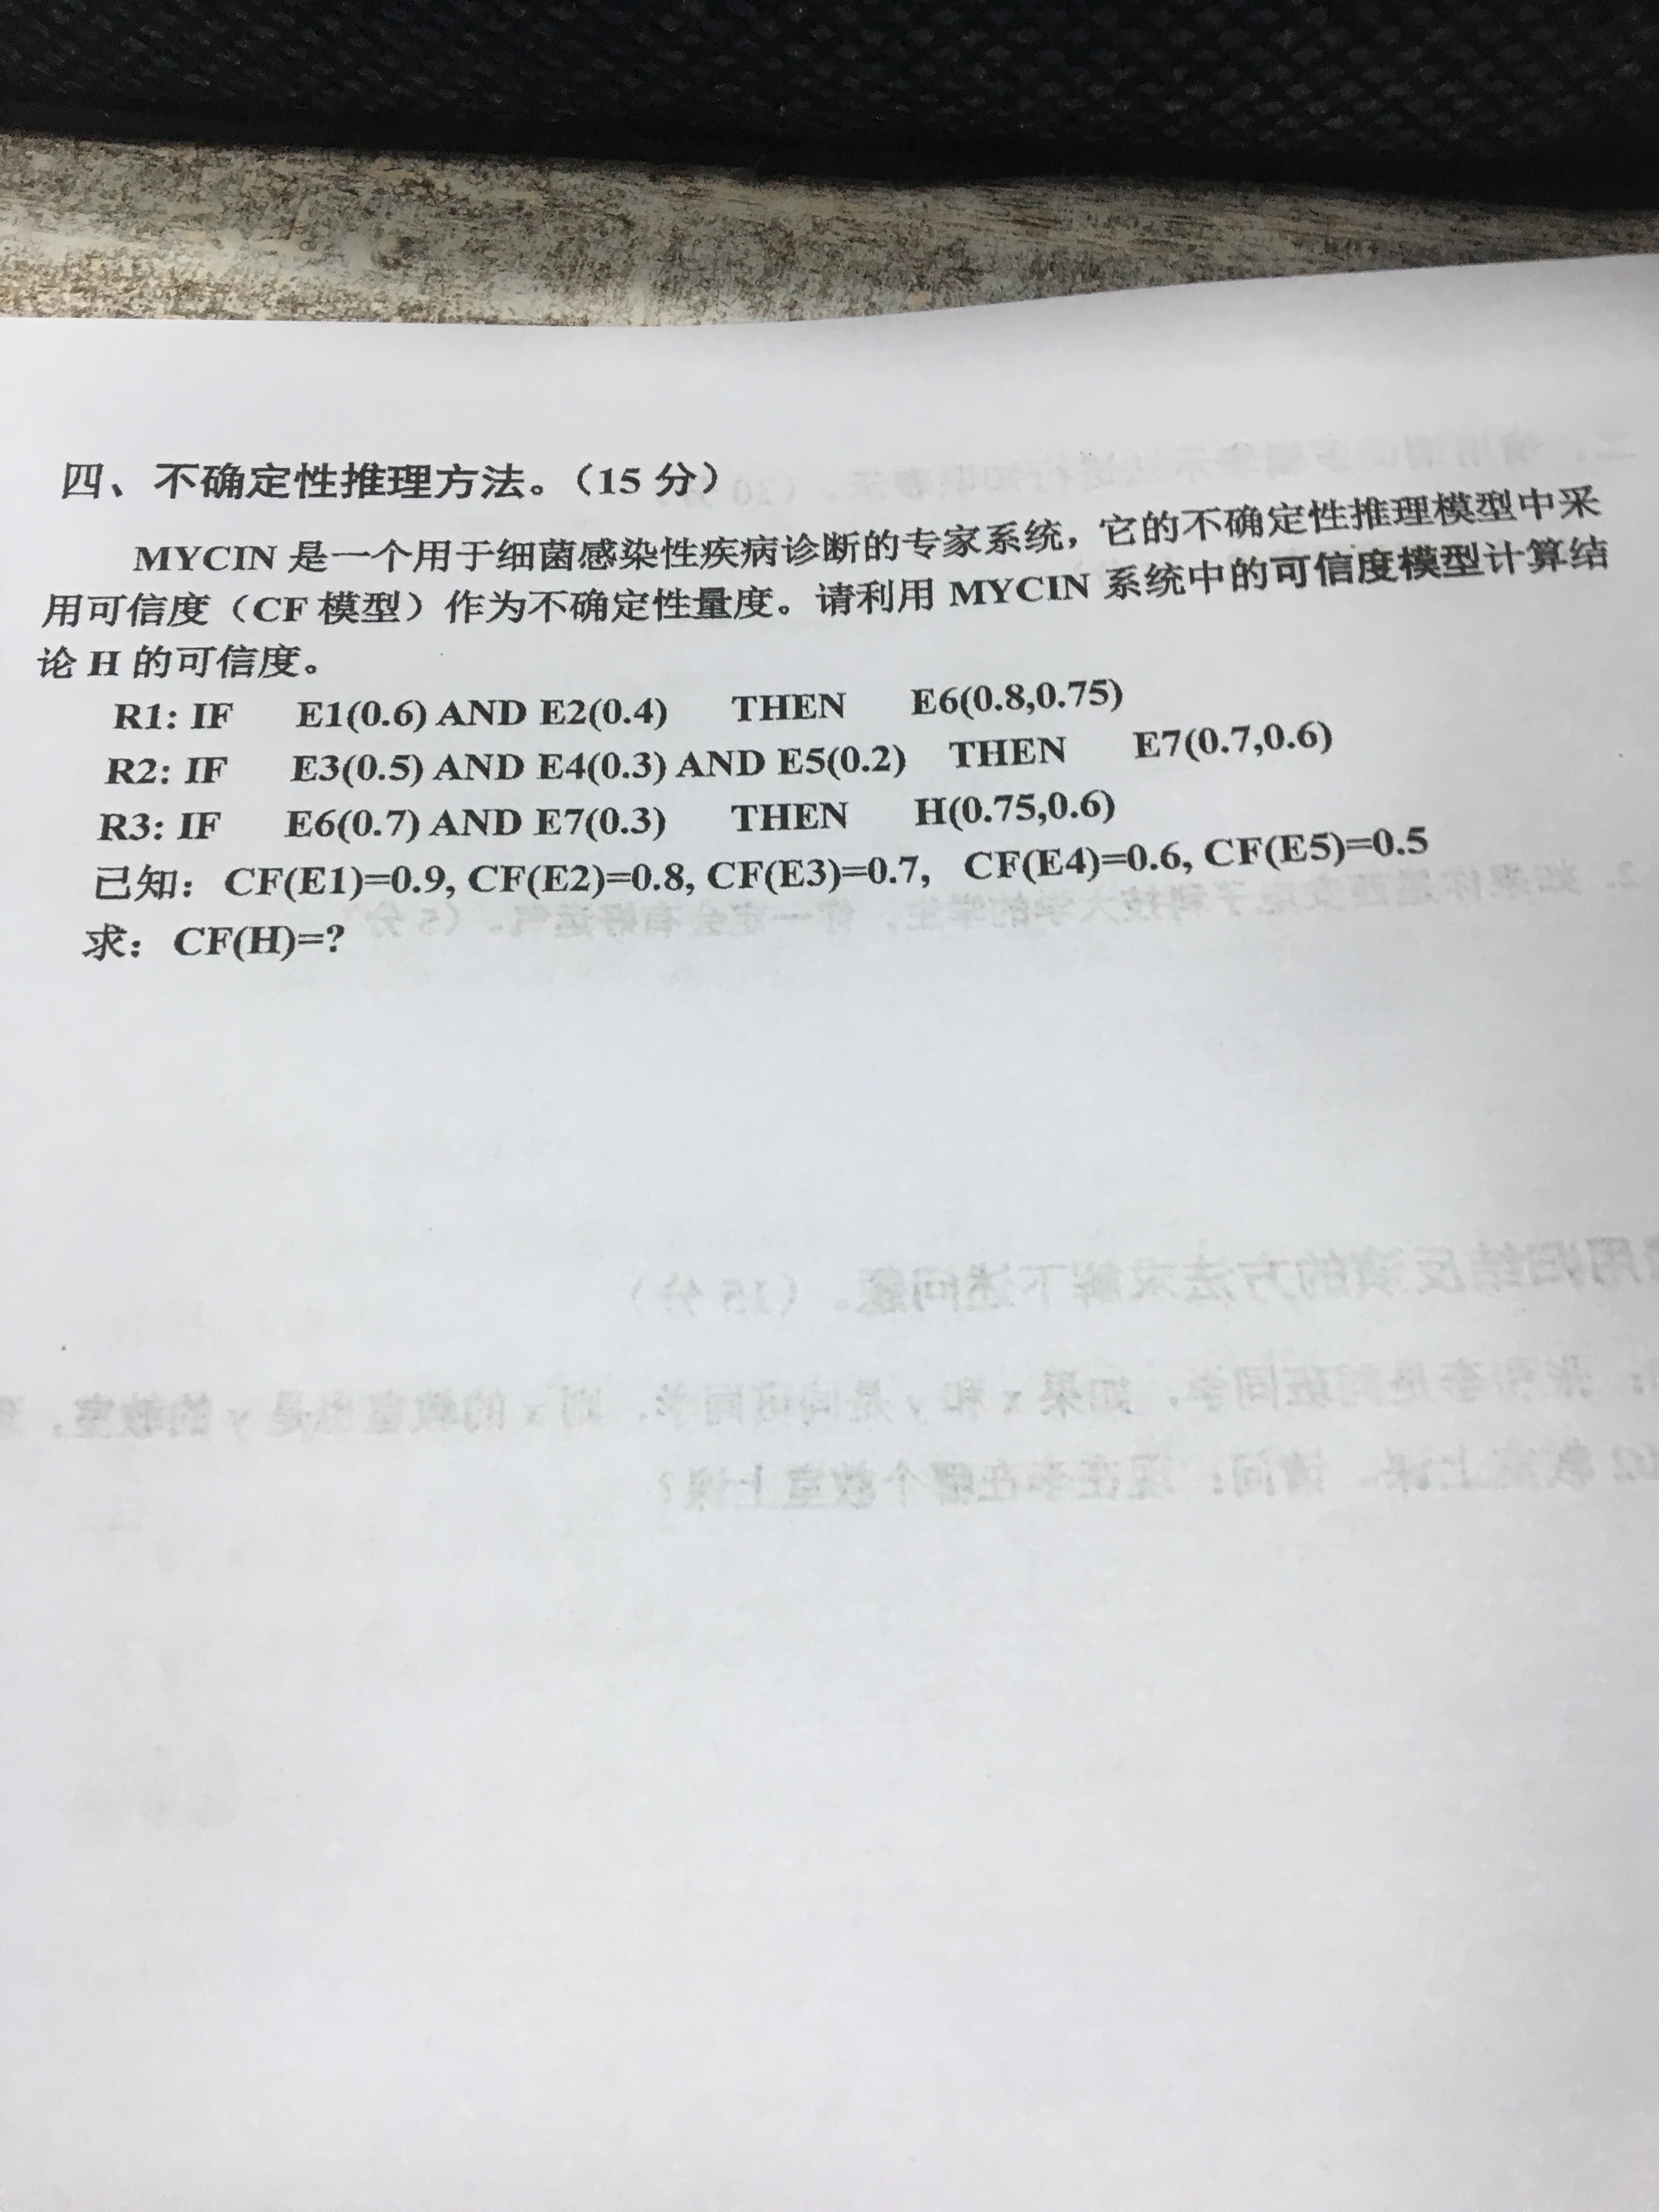 四、不确定性推理方法。（15 分）
MYCIN 是一个用于细菌感染性疾病诊断的专家系统，它的不确定性推理模型中采
用可信度（CF 模型）作为不确定性量度。请利用 MYCIN 系统中的可信度模型计算结
论 H 的可信度。
R1: IF E1(0.6) AND E2(0.4) THEN E6(0.8,0.75)
R2: IF E3(0.5) AND E4(0.3) AND E5(0.2) THEN E7(0.7,0.6)
R3: IF E6(0.7) AND E7(0.3) THEN H(0.75,0.6)
已知：CF(E1)=0.9, CF(E2)=0.8, CF(E3)=0.7, CF(E4)=0.6, CF(E5)=0.5
求：CF(H)=?